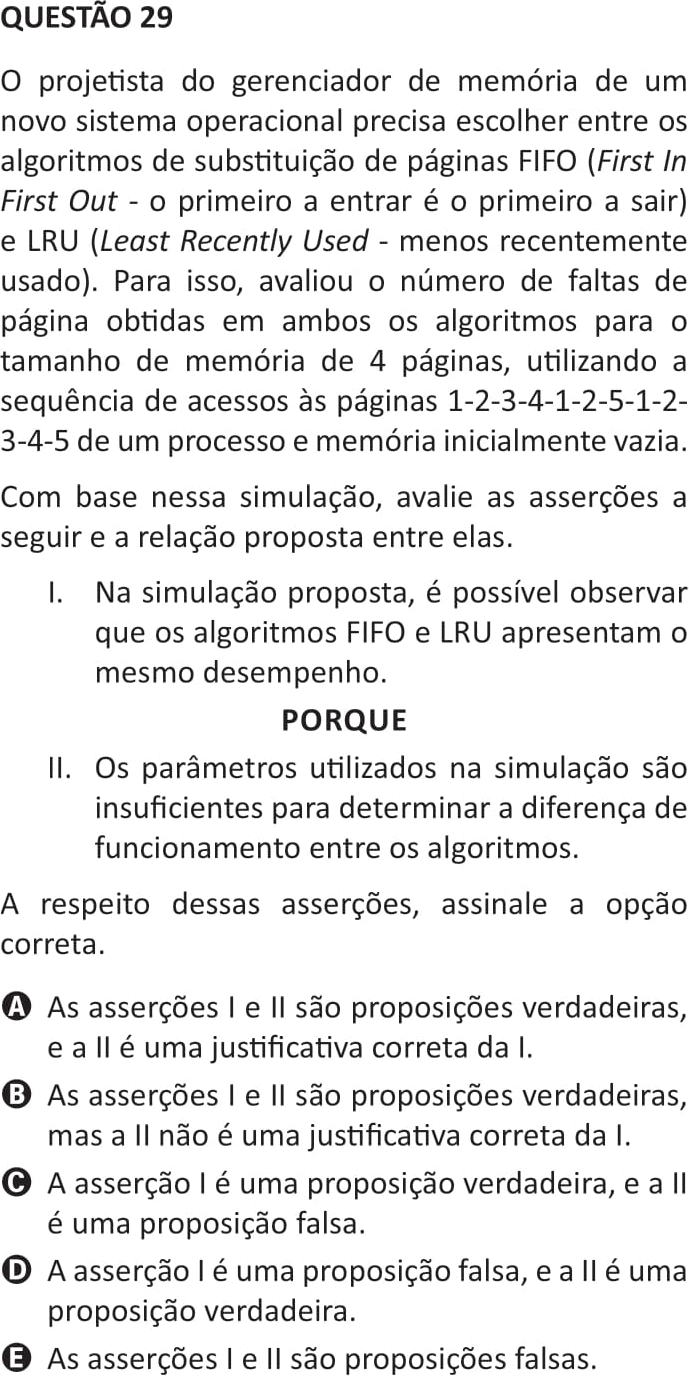 QUESTÃO 29
O projetista do gerenciador de memória de um
novo sistema operacional precisa escolher entre os
algoritmos de substituição de páginas FIFO (First In
First Out - o primeiro a entrar é o primeiro a sair)
e LRU (Least Recently Used - menos recentemente
usado). Para isso, avaliou o número de faltas de
página obtidas em ambos os algoritmos para o
tamanho de memória de 4 páginas, utilizando a
sequência de acessos às páginas 1-2-3-4-1-2-5-1-2-
3-4-5 de um processo e memória inicialmente vazia.
Com base nessa simulação, avalie as asserções a
seguir e a relação proposta entre elas.
I. Na simulação proposta, é possível observar
que os algoritmos FIFO e LRU apresentam o
mesmo desempenho.
PORQUE
II. Os parâmetros utilizados na simulação são
insuficientes para determinar a diferença de
funcionamento entre os algoritmos.
A respeito dessas asserções, assinale a opção
correta.
A As asserções I e II são proposições verdadeiras,
e a II é uma justificativa correta da I.
B As asserções I e II são proposições verdadeiras,
mas a II não é uma justificativa correta da I.
C A asserção I é uma proposição verdadeira, e a II
é uma proposição falsa.
D A asserção I é uma proposição falsa, e a II é uma
proposição verdadeira.
E As asserções I e II são proposições falsas.